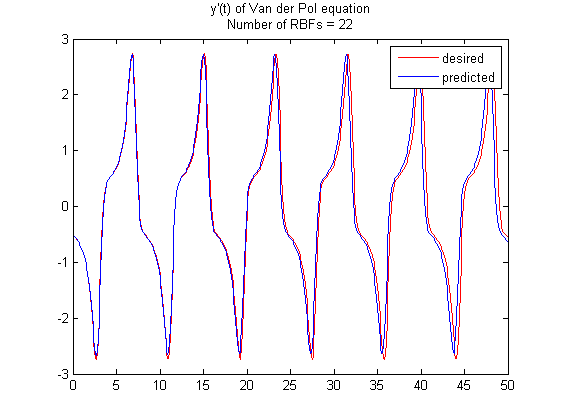 y'(t) of Van der Pol equation
Number of RBFs = 22
desired
predicted
3
2
1
0
-1
-2
-3
0 5 10 15 20 25 30 35 40 45 50